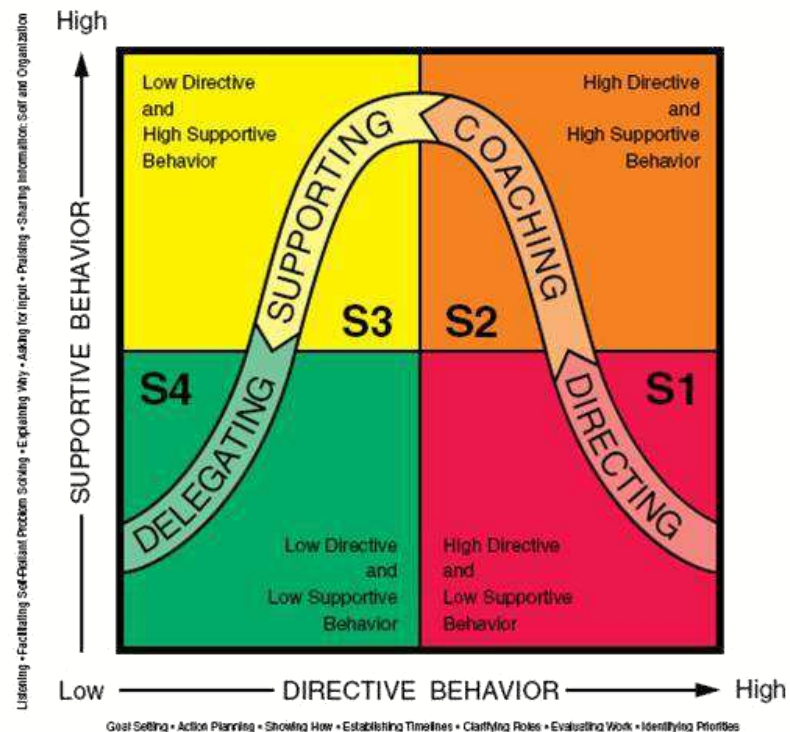 High
Low Directive
and
High Supportive
Behavior
High Directive
and
High Supportive
Behavior
SUPPORTING
COACHING
S3
S2
S4
S1
DELEGATING
DIRECTING
Low Directive
and
Low Supportive
Behavior
High Directive
and
Low Supportive
Behavior
SUPPORTIVE BEHAVIOR
Listening • Facilitating Self-Reliant Problem Solving • Explaining Why • Asking for Input • Praising • Sharing Information: Self and Organization
Low
DIRECTIVE BEHAVIOR
High
Goal Setting • Action Planning • Showing How • Establishing Timelines • Clarifying Roles • Evaluating Work • Identifying Priorities